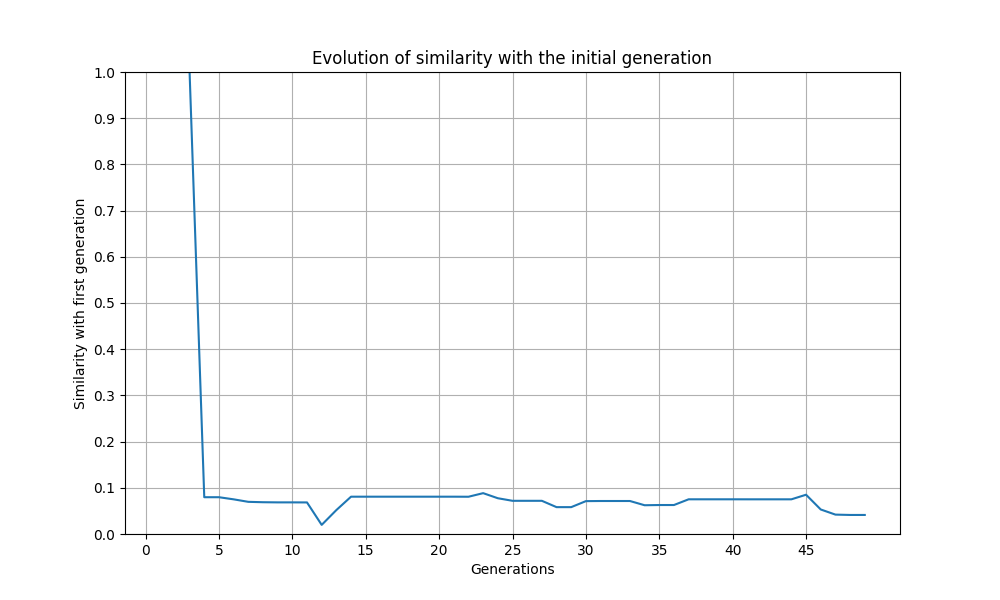 Evolution of similarity with the initial generation
1.0
0.9
0.8
0.7
0.6
0.5
0.4
0.3
0.2
0.1
0.0
Similarity with first generation
0 5 10 15 20 25 30 35 40 45
Generations